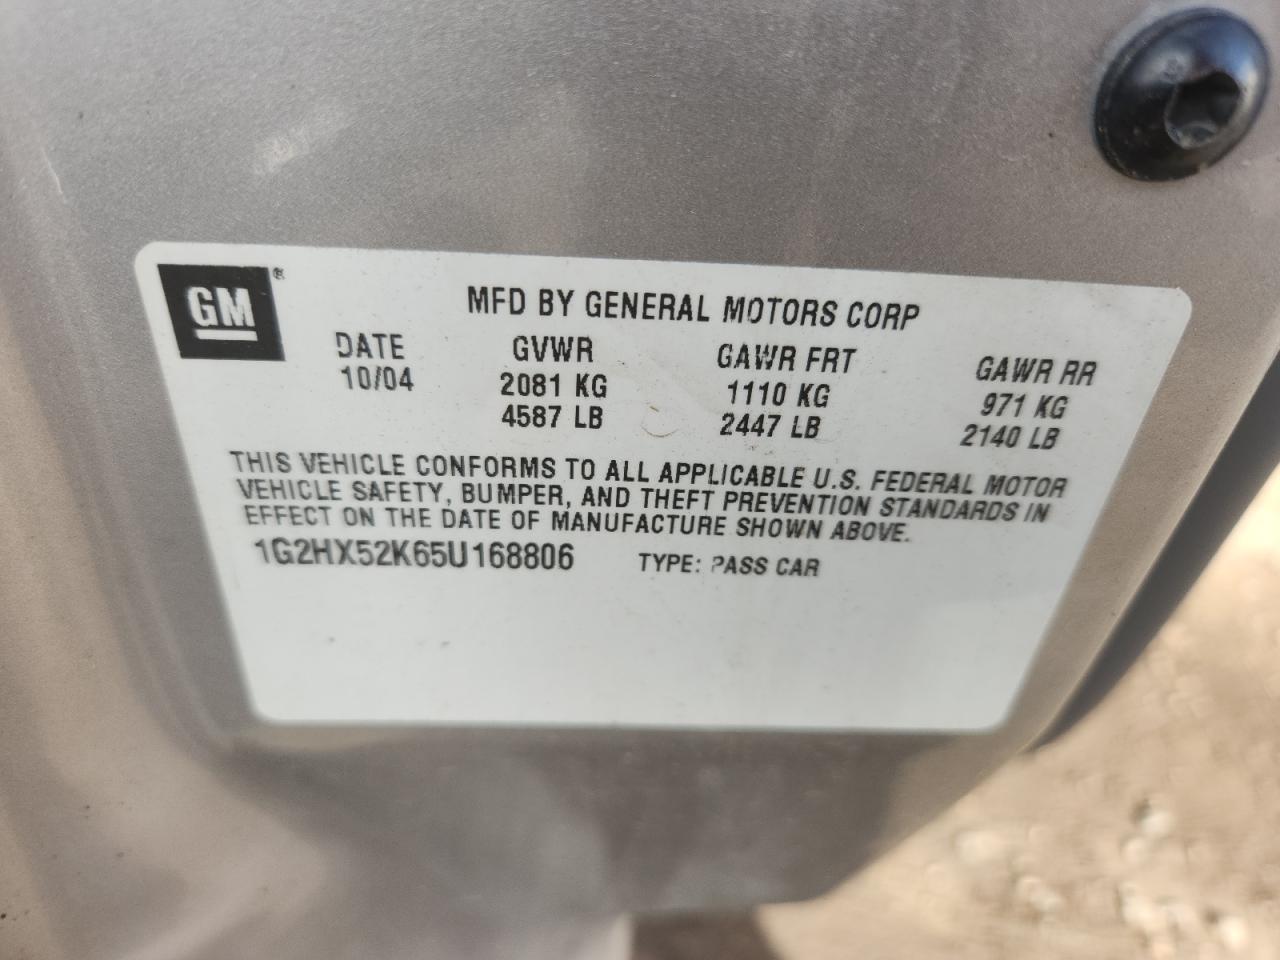 GM®
MFD BY GENERAL MOTORS CORP
DATE GVWR GAWR FRT GAWR RR
10/04 2081 KG 1110 KG 971 KG
4587 LB 2447 LB 2140 LB
THIS VEHICLE CONFORMS TO ALL APPLICABLE U.S. FEDERAL MOTOR
VEHICLE SAFETY, BUMPER, AND THEFT PREVENTION STANDARDS IN
EFFECT ON THE DATE OF MANUFACTURE SHOWN ABOVE.
1G2HX52K65U168806 TYPE: PASS CAR